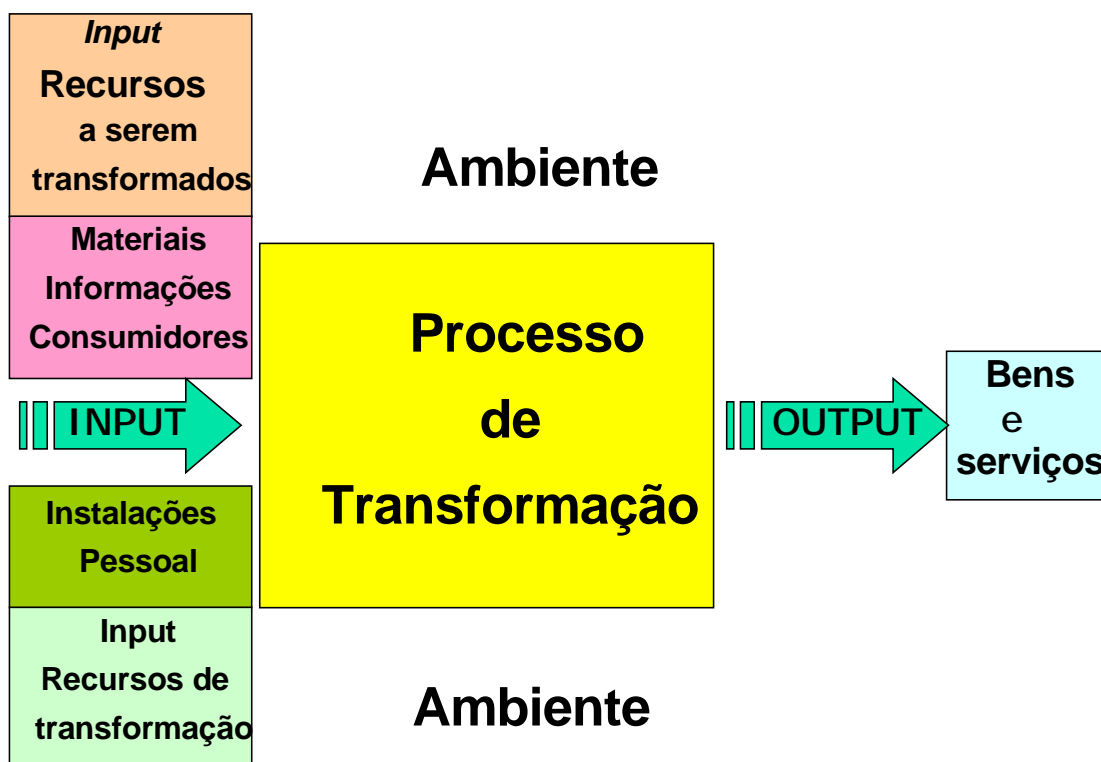 Input
Recursos
a serem
transformados
Materiais
Informações
Consumidores
INPUT
Instalações
Pessoal
Input
Recursos de
transformação
Ambiente
Processo
de
Transformação
Ambiente
OUTPUT
Bens
e
serviços